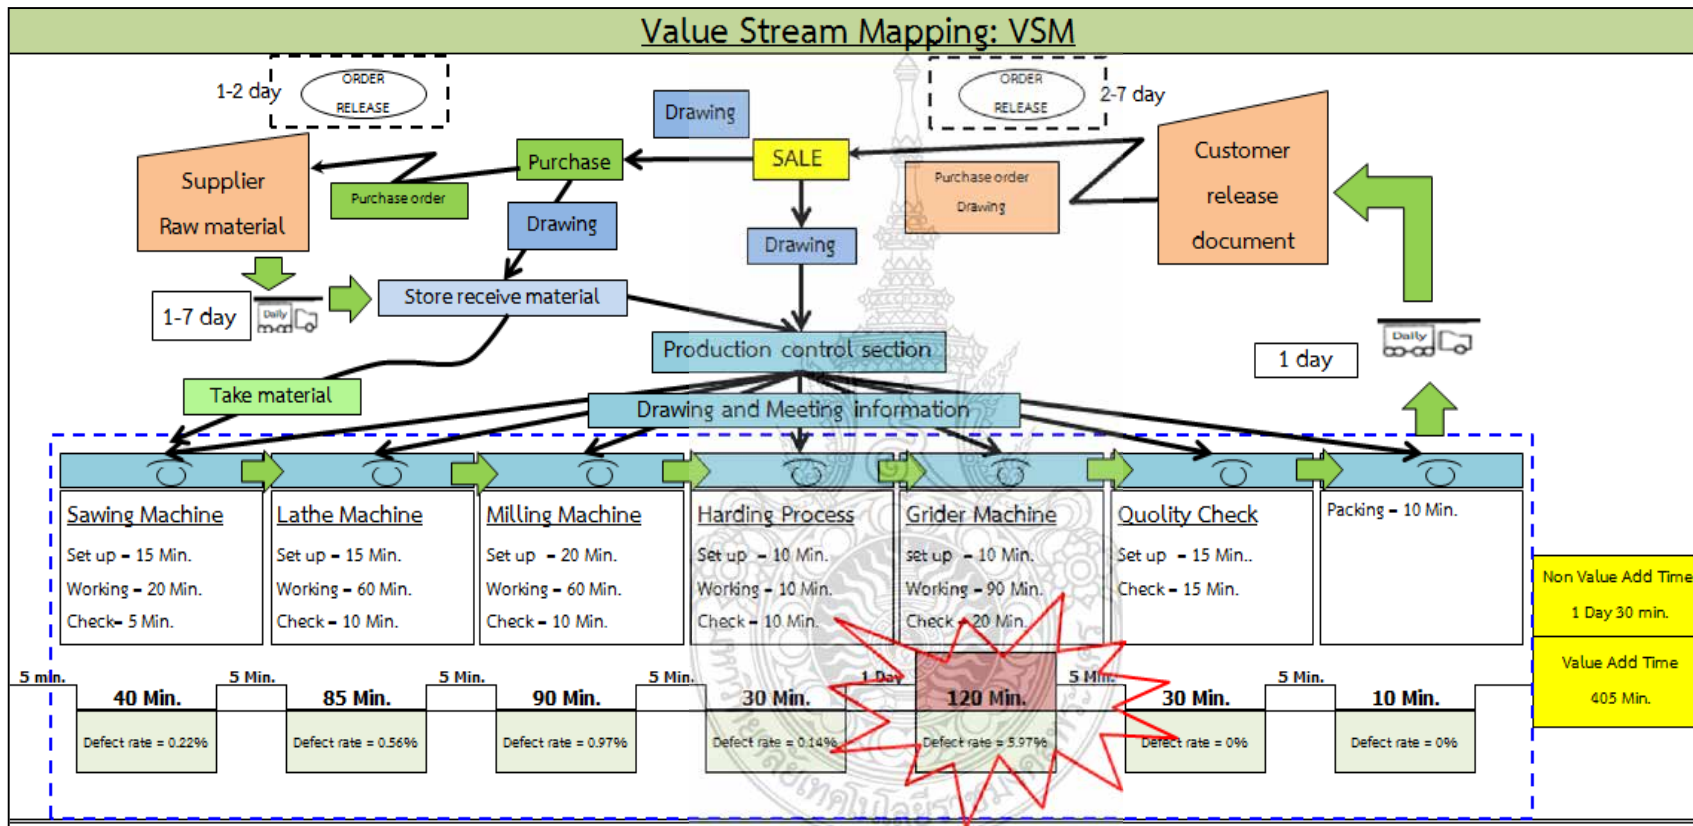 Value Stream Mapping: VSM
1-2 day
ORDER
RELEASE
ORDER
RELEASE
2-7 day
Drawing
Supplier
Raw material
Purchase order
Purchase
SALE
Purchase order
Drawing
Customer
release
document
Drawing
Drawing
1-7 day
Daily
Store receive material
Production control section
1 day
Daily
Take material
Drawing and Meeting information
Sawing Machine
Set up = 15 Min.
Working = 20 Min.
Check= 5 Min.
Lathe Machine
Set up = 15 Min.
Working = 60 Min.
Check = 10 Min.
Milling Machine
Set up = 20 Min.
Working = 60 Min.
Check = 10 Min.
Harding Process
Set up = 10 Min.
Working = 10 Min.
Check = 10 Min.
Grider Machine
set up = 10 Min.
Working = 90 Min.
Check = 20 Min.
Quolity Check
Set up = 15 Min..
Check = 15 Min.
Packing = 10 Min.
Non Value Add Time
1 Day 30 min.
Value Add Time
405 Min.
5 min.
40 Min.
5 Min.
85 Min.
5 Min.
90 Min.
5 Min.
30 Min.
1 Day
120 Min.
5 Min.
30 Min.
5 Min.
10 Min.
Defect rate = 0.22%
Defect rate = 0.56%
Defect rate = 0.97%
Defect rate = 0.14%
Defect rate = 5.97%
Defect rate = 0%
Defect rate = 0%